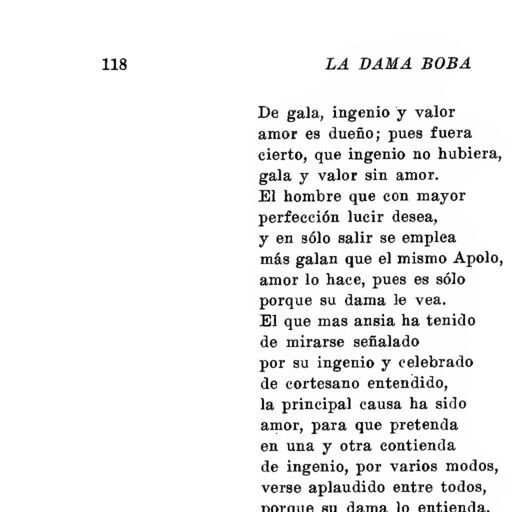 118
LA DAMA BOBA
De gala, ingenio y valor
amor es dueño; pues fuera
cierto, que ingenio no hubiera,
gala y valor sin amor.
El hombre que con mayor
perfección lucir desea,
y en sólo salir se emplea
más galan que el mismo Apolo,
amor lo hace, pues es sólo
porque su dama le vea.
El que mas ansia ha tenido
de mirarse señalado
por su ingenio y celebrado
de cortesano entendido,
la principal causa ha sido
amor, para que pretenda
en una y otra contienda
de ingenio, por varios modos,
verse aplaudido entre todos,
porque su dama lo entienda.